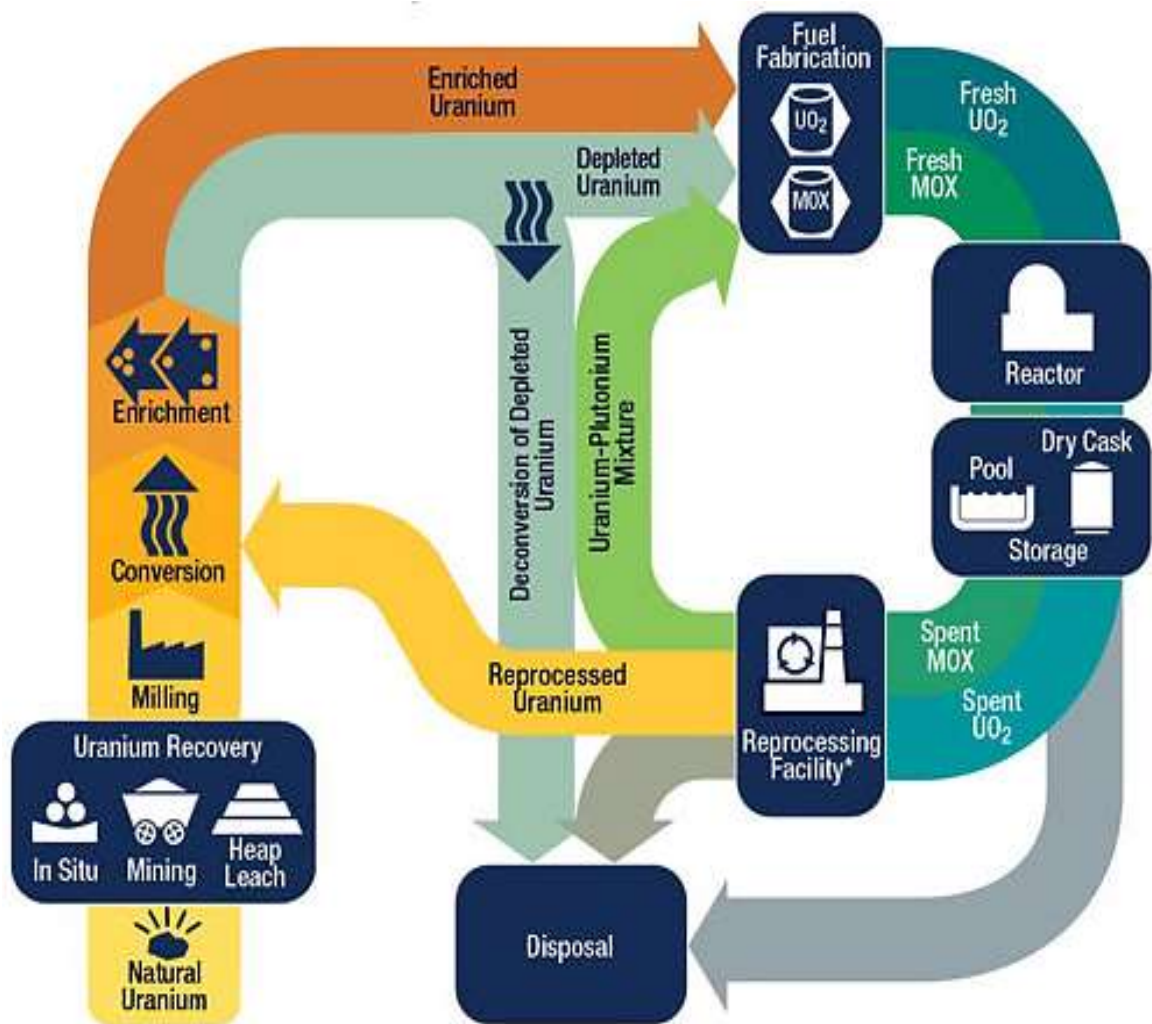 Fuel
Fabrication
UO₂
MOX
Enriched
Uranium
Depleted
Uranium
Fresh
UO₂
Fresh
MOX
Reactor
Dry Cask
Pool
Storage
Enrichment
Conversion
Milling
Deconversion of Depleted
Uranium
Uranium-Plutonium
Mixture
Reprocessed
Uranium
Spent
MOX
Spent
UO₂
Reprocessing
Facility*
Uranium Recovery
In Situ
Mining
Heap
Leach
Natural
Uranium
Disposal